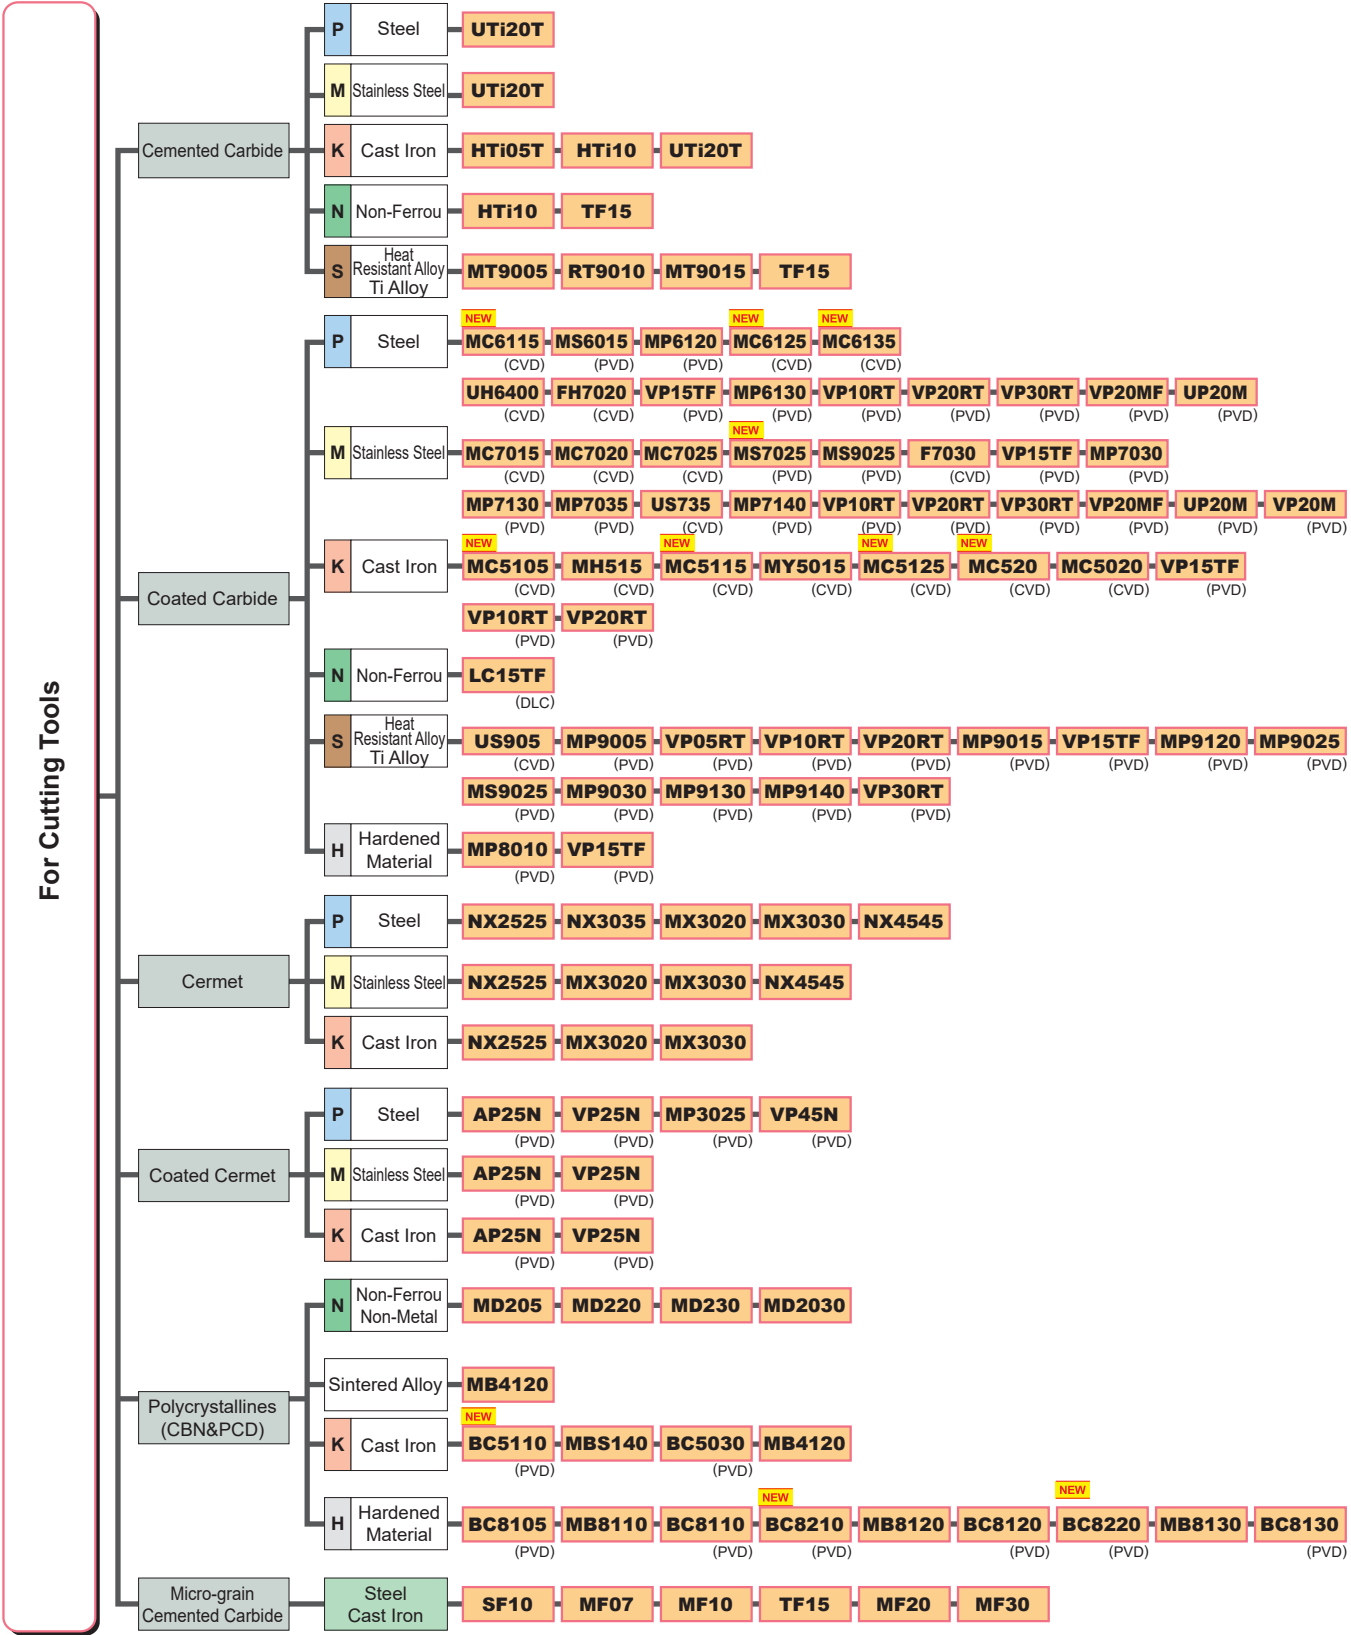 For Cutting Tools
Cemented Carbide
P Steel UTi20T
M Stainless Steel UTi20T
K Cast Iron HTi05T HTi10 UTi20T
N Non-Ferrou HTi10 TF15
S Heat
Resistant Alloy
Ti Alloy
MT9005 RT9010 MT9015 TF15
Coated Carbide
NEW NEW NEW
P Steel MC6115 MS6015 MP6120 MC6125 MC6135
(CVD) (PVD) (PVD) (CVD) (CVD)
UH6400 FH7020 VP15TF MP6130 VP10RT VP20RT VP30RT VP20MF UP20M
(CVD) (CVD) (PVD) (PVD) (PVD) (PVD) (PVD) (PVD) (PVD)
NEW
M Stainless Steel MC7015 MC7020 MC7025 MS7025 MS9025 F7030 VP15TF MP7030
(CVD) (CVD) (CVD) (PVD) (PVD) (CVD) (PVD) (PVD)
MP7130 MP7035 US735 MP7140 VP10RT VP20RT VP30RT VP20MF UP20M VP20M
(PVD) (PVD) (CVD) (PVD) (PVD) (PVD) (PVD) (PVD) (PVD) (PVD)
NEW NEW NEW NEW
K Cast Iron MC5105 MH515 MC5115 MY5015 MC5125 MC520 MC5020 VP15TF
(CVD) (CVD) (CVD) (CVD) (CVD) (CVD) (CVD) (PVD)
VP10RT VP20RT
(PVD) (PVD)
N Non-Ferrou LC15TF
(DLC)
S Heat
Resistant Alloy
Ti Alloy
US905 MP9005 VP05RT VP10RT VP20RT MP9015 VP15TF MP9120 MP9025
(CVD) (PVD) (PVD) (PVD) (PVD) (PVD) (PVD) (PVD) (PVD)
MS9025 MP9030 MP9130 MP9140 VP30RT
(PVD) (PVD) (PVD) (PVD) (PVD)
H Hardened
Material
MP8010 VP15TF
(PVD) (PVD)
Cermet
P Steel NX2525 NX3035 MX3020 MX3030 NX4545
M Stainless Steel NX2525 MX3020 MX3030 NX4545
K Cast Iron NX2525 MX3020 MX3030
Coated Cermet
P Steel AP25N VP25N MP3025 VP45N
(PVD) (PVD) (PVD) (PVD)
M Stainless Steel AP25N VP25N
(PVD) (PVD)
K Cast Iron AP25N VP25N
(PVD) (PVD)
Polycrystallines
(CBN&PCD)
N Non-Ferrou
Non-Metal
MD205 MD220 MD230 MD2030
Sintered Alloy MB4120
NEW
K Cast Iron BC5110 MBS140 BC5030 MB4120
(PVD) (PVD)
NEW NEW
H Hardened
Material
BC8105 MB8110 BC8110 BC8210 MB8120 BC8120 BC8220 MB8130 BC8130
(PVD) (PVD) (PVD) (PVD) (PVD) (PVD)
Micro-grain
Cemented Carbide
Steel
Cast Iron
SF10 MF07 MF10 TF15 MF20 MF30